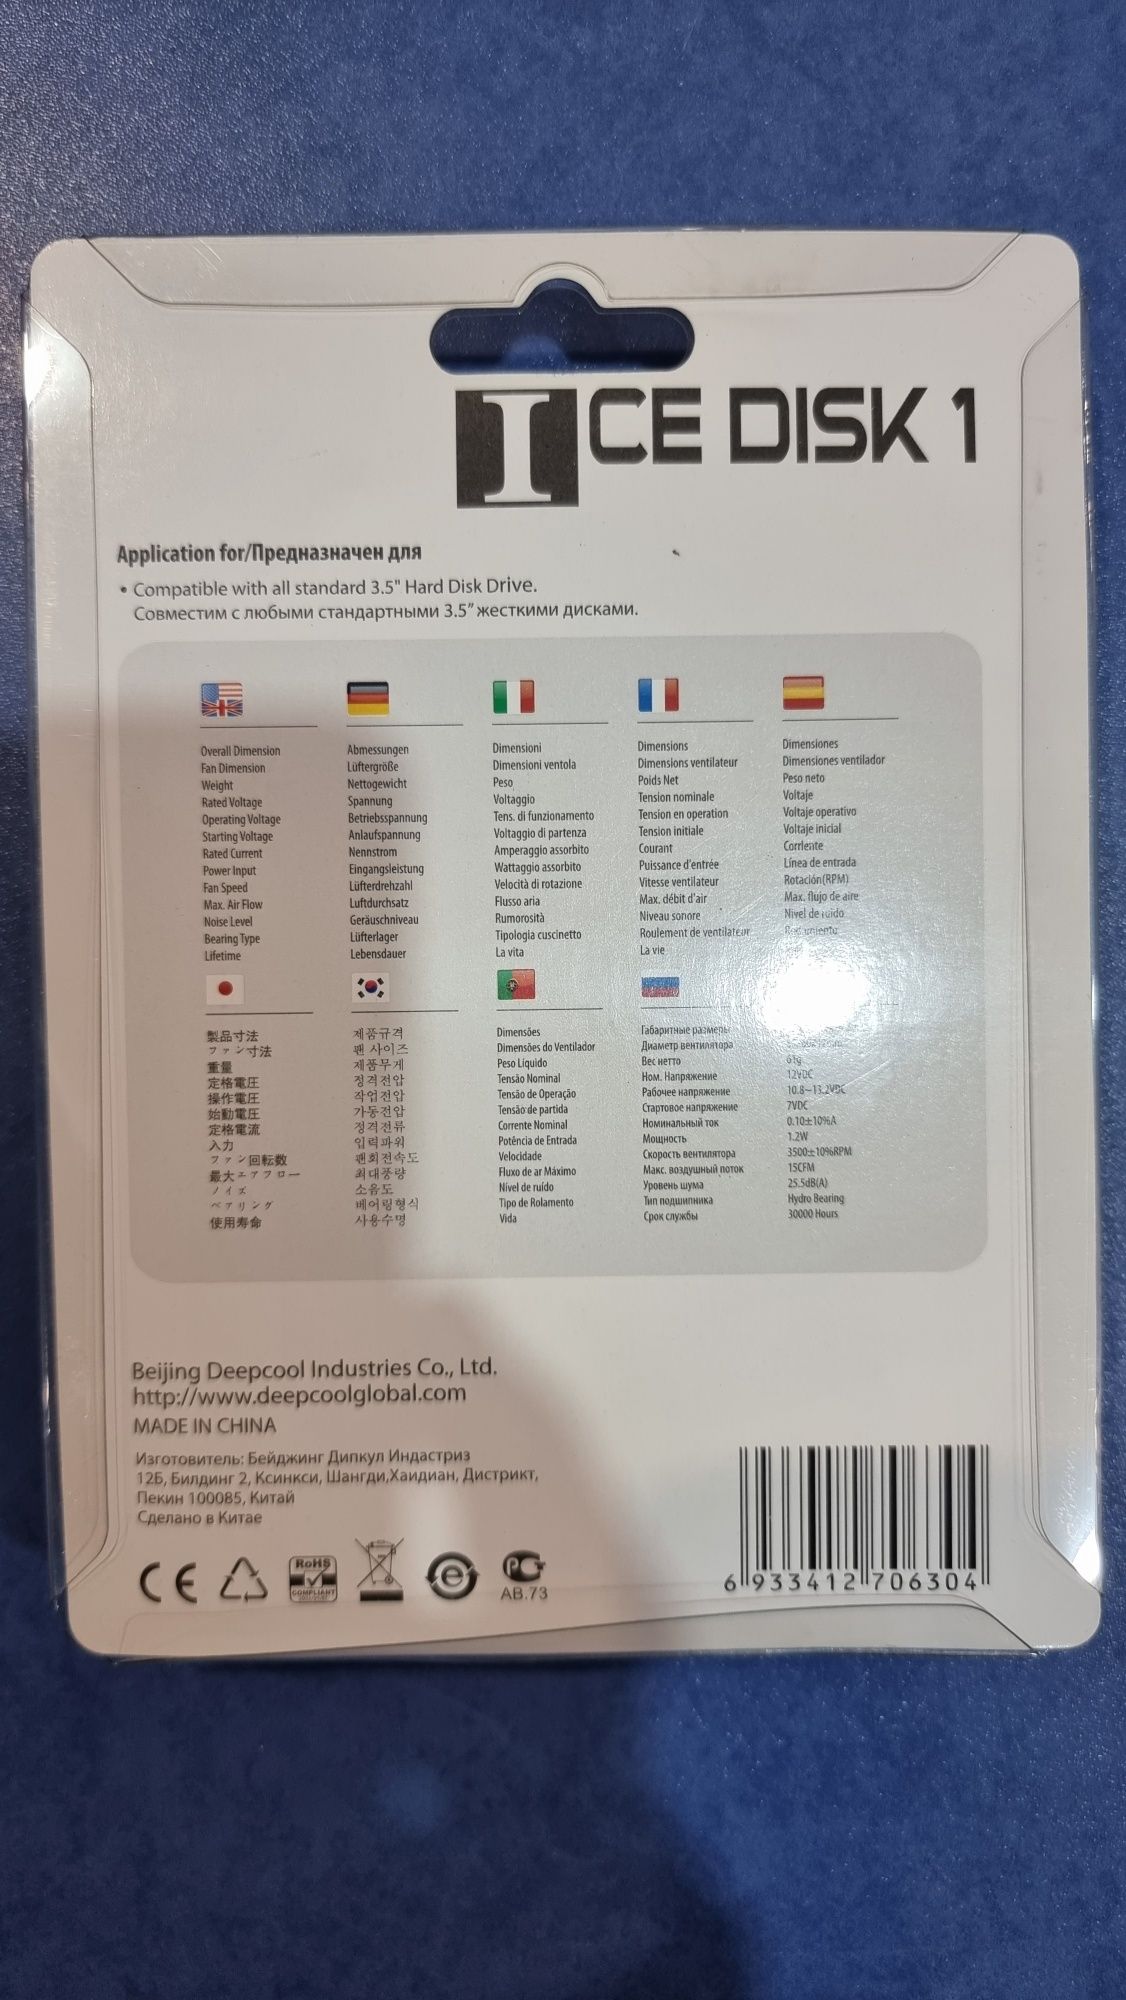 ICE DISK 1
Application for/Предназначен для
• Compatible with all standard 3.5" Hard Disk Drive.
Совместим с любыми стандартными 3.5" жесткими дисками.
Overall Dimension
Fan Dimension
Weight
Rated Voltage
Operating Voltage
Starting Voltage
Rated Current
Power Input
Fan Speed
Max. Air Flow
Noise Level
Bearing Type
Lifetime
Abmessungen
Lüftergröße
Nettogewicht
Spannung
Betriebsspannung
Anlaufspannung
Nennstrom
Eingangsleistung
Lüfterdrehzahl
Luftdurchsatz
Geräuschniveau
Lüfterlager
Lebensdauer
Dimensioni
Dimensioni ventola
Peso
Voltaggio
Tens. di funzionamento
Voltaggio di partenza
Amperaggio assorbito
Wattaggio assorbito
Velocità di rotazione
Flusso aria
Rumorosità
Tipologia cuscinetto
La vita
Dimensions
Dimensions ventilateur
Poids Net
Tension nominale
Tension en operation
Tension initiale
Courant
Puissance d'entrée
Vitesse ventilateur
Max. débit d'air
Niveau sonore
Roulement de ventilateur
La vie
Dimensiones
Dimensiones ventilador
Peso neto
Voltaje
Voltaje operativo
Voltaje inicial
Corriente
Línea de entrada
Rotación(RPM)
Max. flujo de aire
Nivel de ruido
製品寸法
ファン寸法
重量
定格電圧
操作電圧
始動電圧
定格電流
入力
ファン回転数
最大エアフロー
ノイズ
ベアリング
使用寿命
제품규격
팬 사이즈
제품무게
정격전압
작업전압
가동전압
정격전류
입력파워
팬회전속도
최대풍량
소음도
베어링형식
사용수명
Dimensões
Dimensões do Ventilador
Peso Líquido
Tensão Nominal
Tensão de Operação
Tensão de partida
Corrente Nominal
Potência de Entrada
Velocidade
Fluxo de ar Máximo
Nível de ruído
Tipo de Rolamento
Vida
Габаритные размеры
Диаметр вентилятора
Вес нетто
Ном. Напряжение
Рабочее напряжение
Стартовое напряжение
Номинальный ток
Мощность
Скорость вентилятора
Макс. воздушный поток
Уровень шума
Тип подшипника
Срок службы
61g
12VDC
10.8~13.2VDC
7VDC
0.10±10%A
1.2W
3500±10%RPM
15CFM
25.5dB(A)
Hydro Bearing
30000 Hours
Beijing Deepcool Industries Co., Ltd.
http://www.deepcoolglobal.com
MADE IN CHINA
Изготовитель: Бейджинг Дипкул Индастриз
12Б, Билдинг 2, Ксинкси, Шангди,Хаидиан, Дистрикт,
Пекин 100085, Китай
Сделано в Китае
CE
RoHS
COMPLIANT
e
АВ.73
6 933412 706304